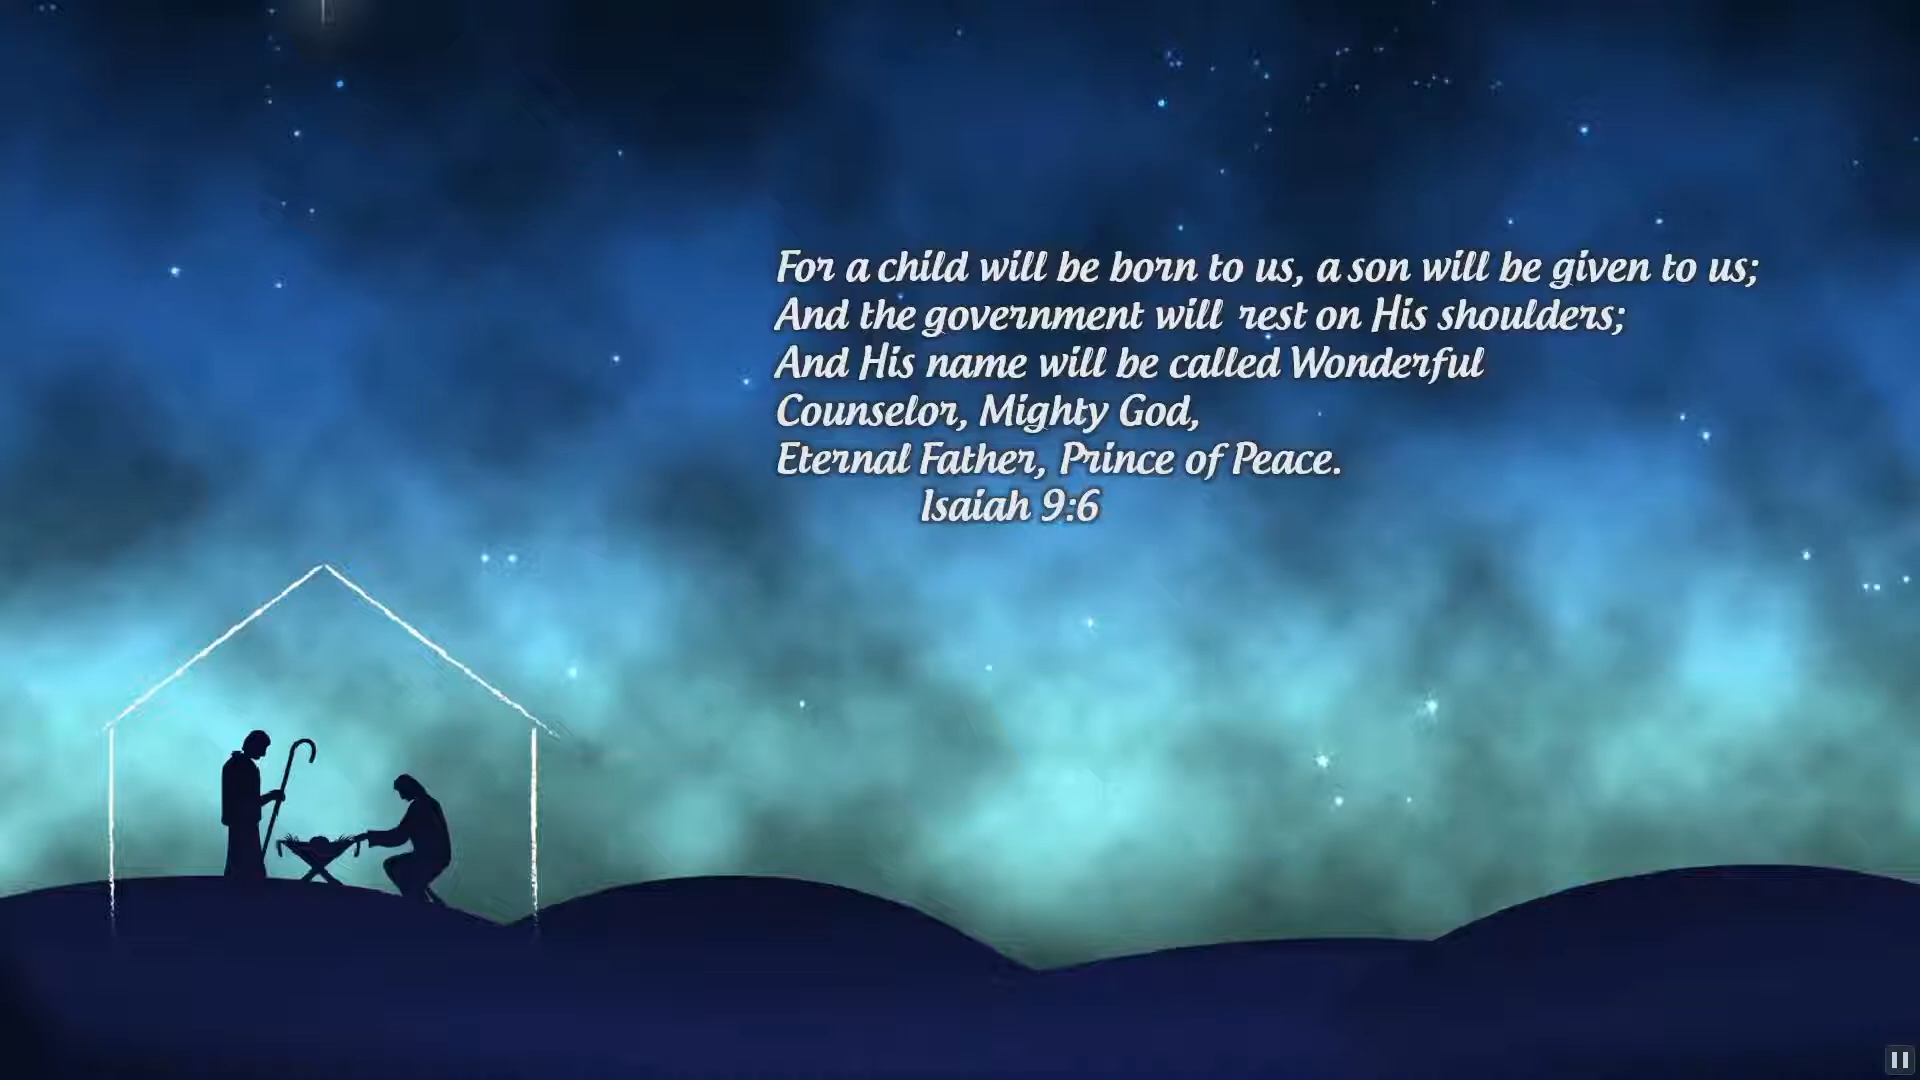 For a child will be born to us, a son will be given to us;
And the government will rest on His shoulders;
And His name will be called Wonderful
Counselor, Mighty God,
Eternal Father, Prince of Peace.
Isaiah 9:6